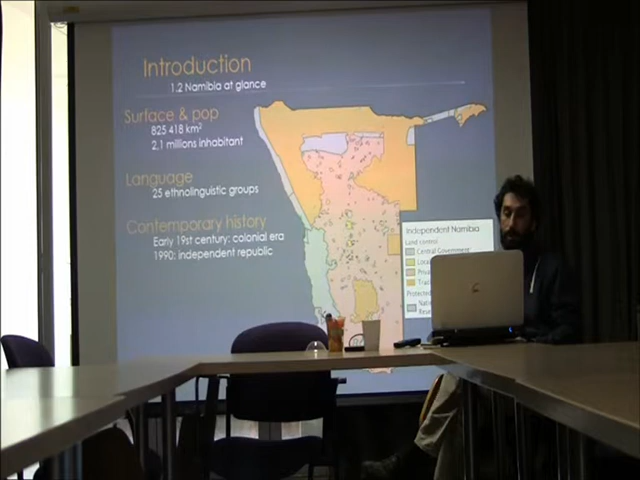 Introduction
1.2 Namibia at glance
Surface & pop
825 418 km²
2,1 millions inhabitant
Language
25 ethnolinguistic groups
Contemporary history
Early 19st century: colonial era
1990: independent republic
Independent Namibia
Land control
Central Government